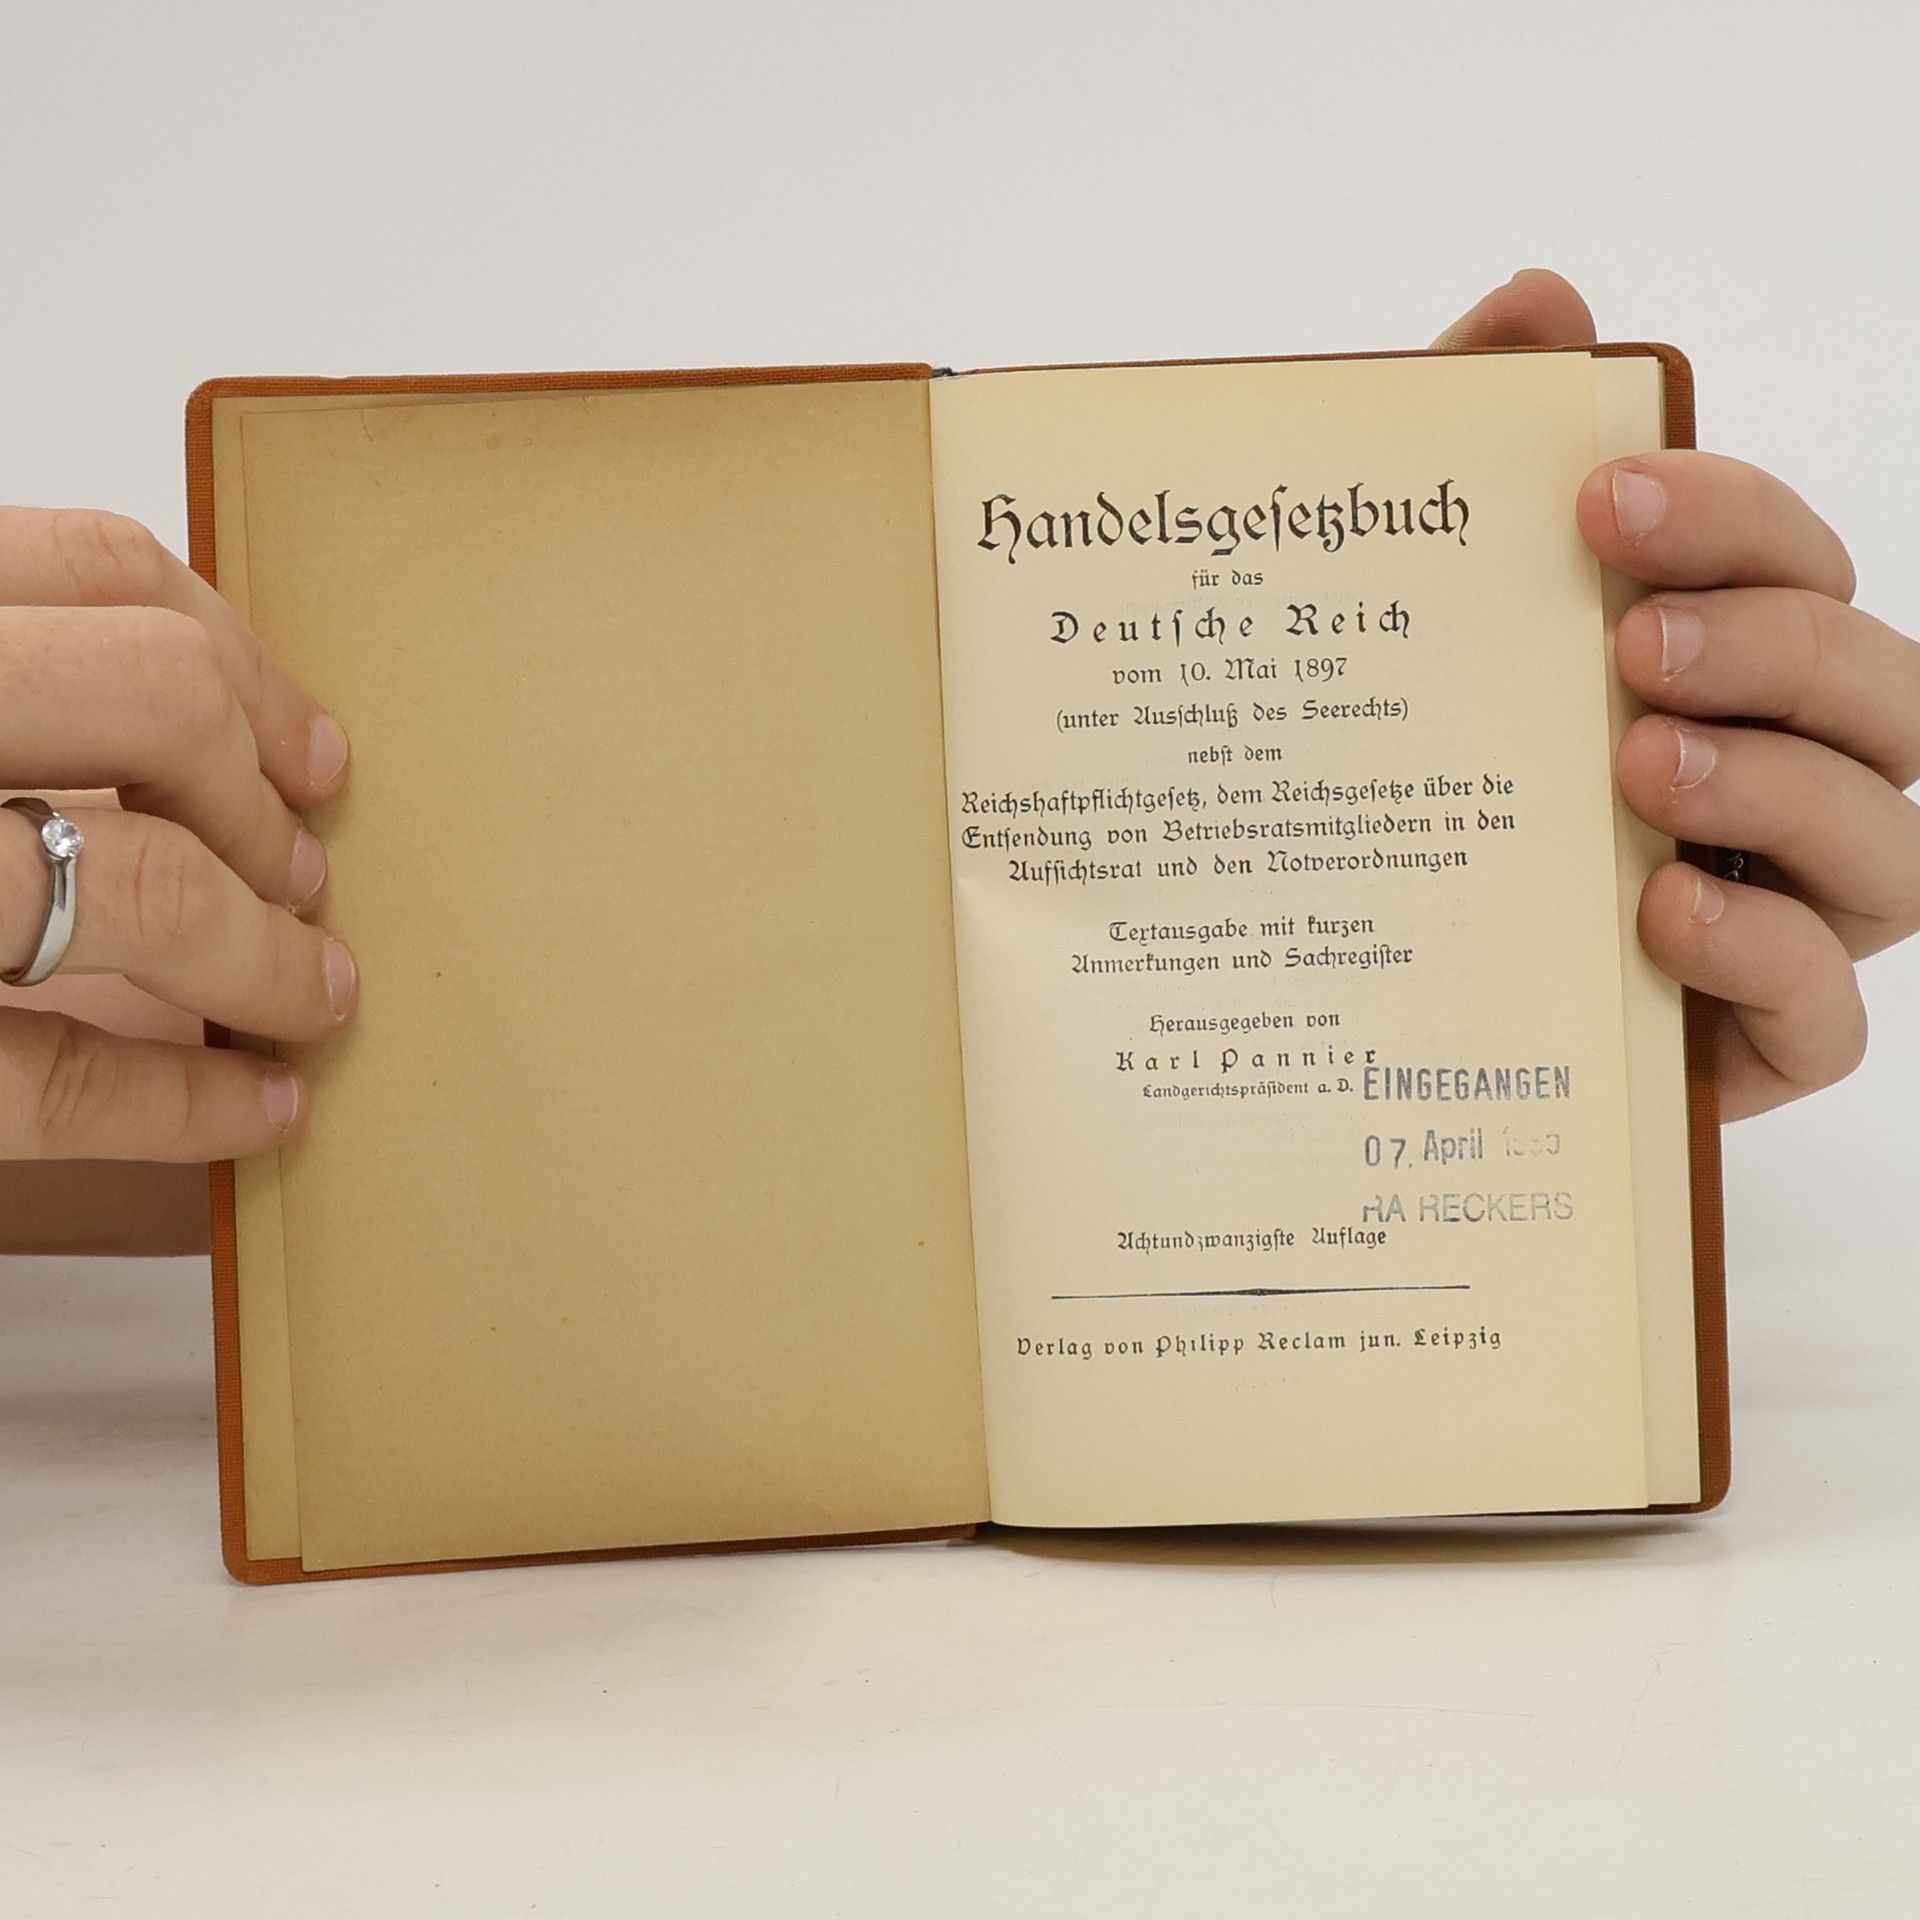 Handelsgesetzbuch
für das
Deutsche Reich
vom 10. Mai 1897
(unter Ausschluß des Seerechts)
nebst dem
Reichshaftpflichtgesetz, dem Reichsgesetze über die
Entsendung von Betriebsratsmitgliedern in den
Aufsichtsrat und den Notverordnungen
Textausgabe mit kurzen
Anmerkungen und Sachregister
Herausgegeben von
Karl Pannier
Landgerichtspräsident a. D.
EINGEGANGEN
07. April
RA RECKERS
Achtundzwanzigste Auflage
Verlag von Philipp Reclam jun. Leipzig